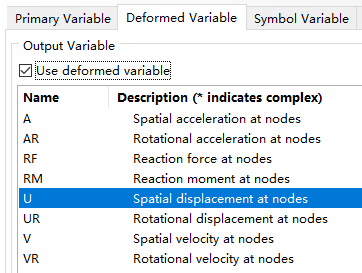 Primary Variable Deformed Variable Symbol Variable
Output Variable
Use deformed variable
Name Description (* indicates complex)
A Spatial acceleration at nodes
AR Rotational acceleration at nodes
RF Reaction force at nodes
RM Reaction moment at nodes
U Spatial displacement at nodes
UR Rotational displacement at nodes
V Spatial velocity at nodes
VR Rotational velocity at nodes